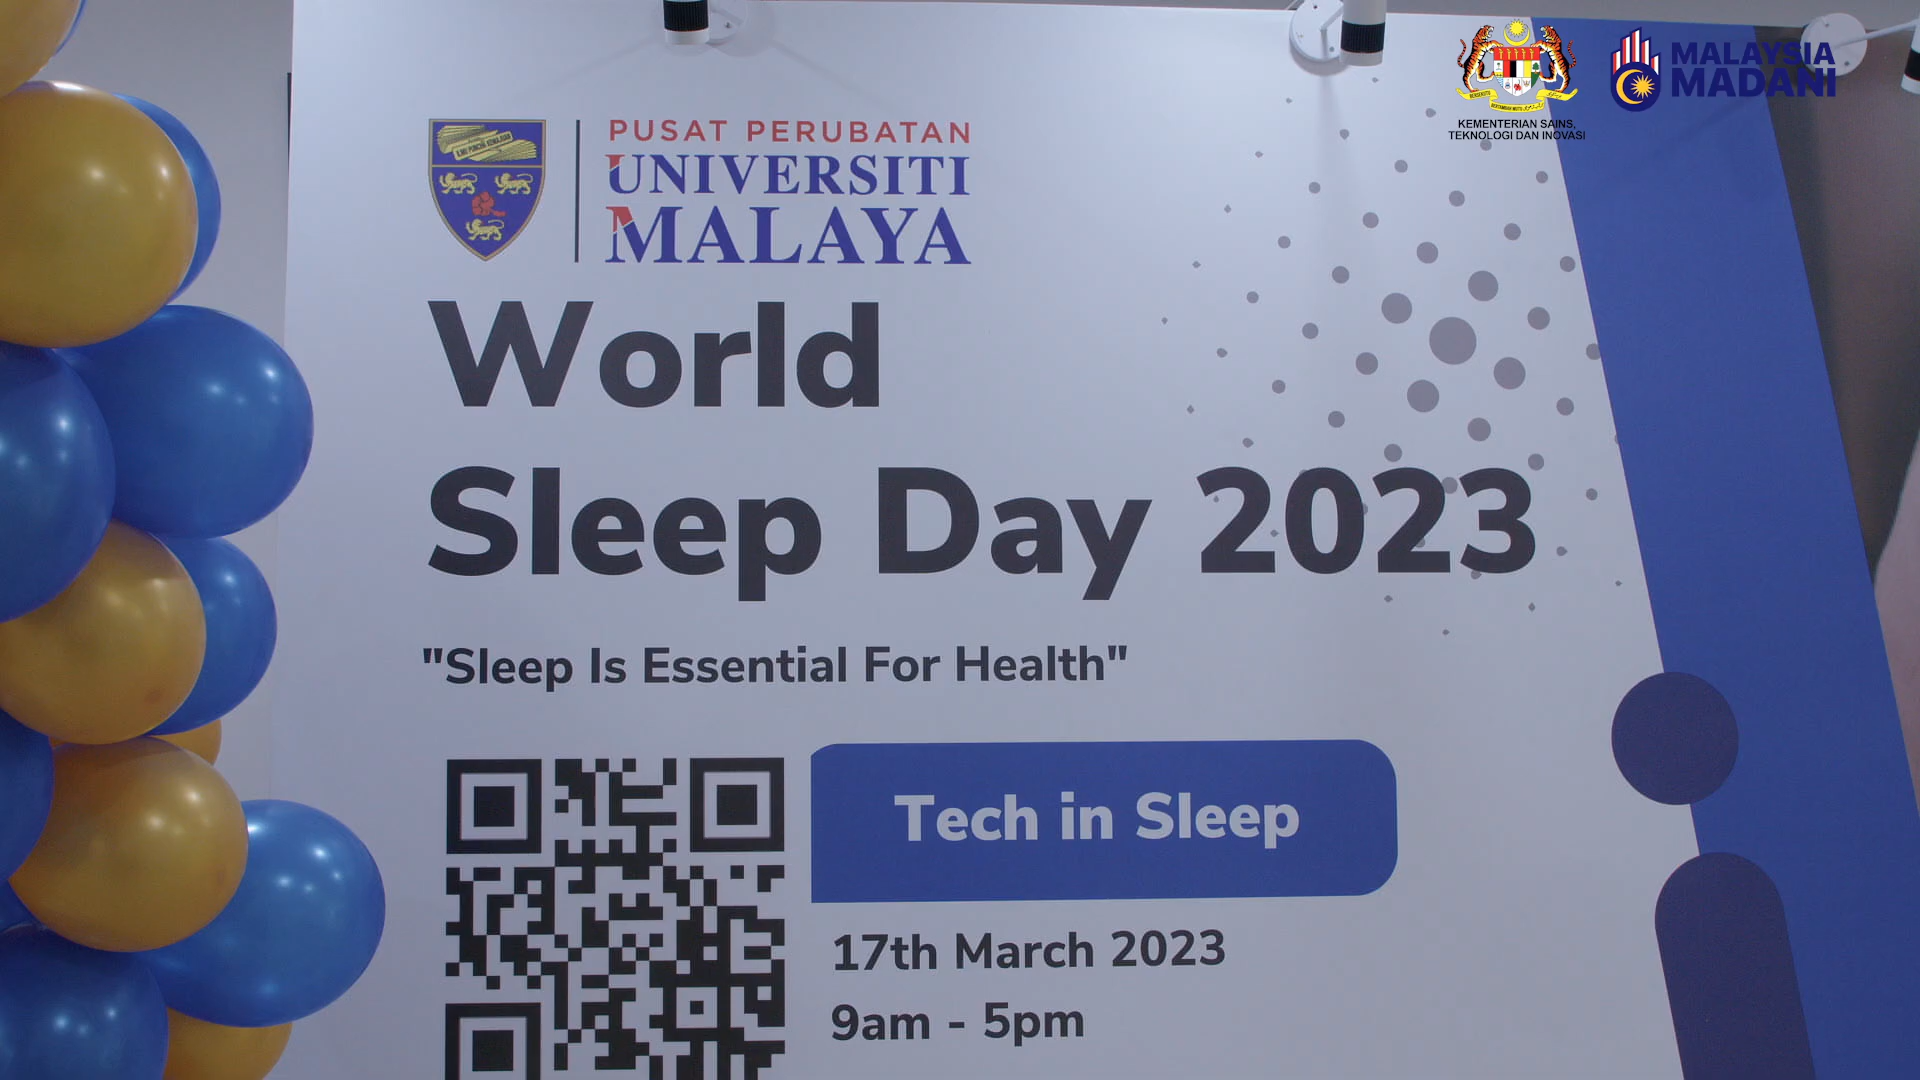 PUSAT PERUBATAN
UNIVERSITI
MALAYA
World
Sleep Day 2023
"Sleep Is Essential For Health"
Tech in Sleep
17th March 2023
9am - 5pm
KEMENTERIAN SAINS,
TEKNOLOGI DAN INOVASI
MALAYSIA
MADANI